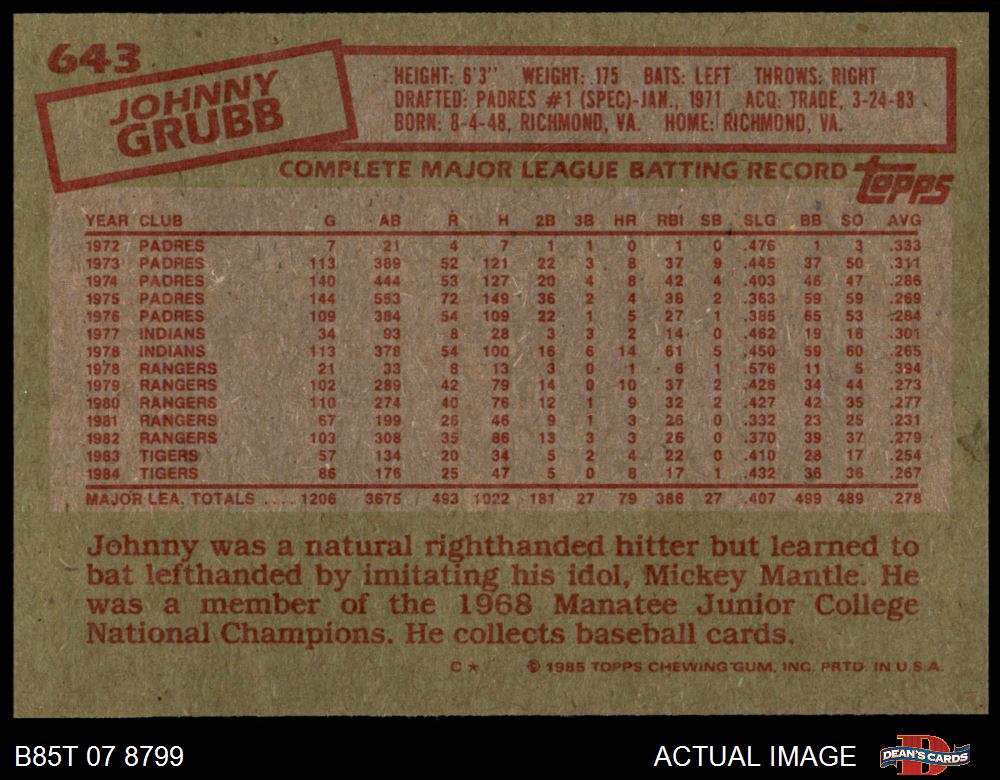 643
JOHNNY
GRUBB
HEIGHT: 6'3" WEIGHT: 175 BATS: LEFT THROWS: RIGHT
DRAFTED: PADRES #1 (SPEC)-JAN., 1971 ACQ: TRADE, 3-24-83
BORN: 8-4-48, RICHMOND, VA. HOME: RICHMOND, VA.
COMPLETE MAJOR LEAGUE BATTING RECORD topps
YEAR CLUB G AB R H 2B 3B HR RBI SB SLG BB SO AVG
1972 PADRES 7 21 4 7 1 1 0 1 0 .476 1 3 .333
1973 PADRES 113 389 52 121 22 3 8 37 9 .445 37 50 .311
1974 PADRES 140 444 53 127 20 4 8 42 4 .403 46 47 .286
1975 PADRES 144 553 72 149 36 2 4 38 2 .363 59 59 .269
1976 PADRES 109 384 54 109 22 1 5 27 1 .385 65 53 .284
1977 INDIANS 34 93 8 28 3 3 2 14 0 .462 19 18 .301
1978 INDIANS 113 378 54 100 16 6 14 61 5 .450 59 60 .265
1978 RANGERS 21 33 8 13 3 0 1 6 1 .576 11 5 .394
1979 RANGERS 102 289 42 79 14 0 10 37 2 .426 34 44 .273
1980 RANGERS 110 274 40 76 12 1 9 32 2 .427 42 35 .277
1981 RANGERS 67 199 26 46 9 1 3 26 0 .332 23 25 .231
1982 RANGERS 103 308 35 86 13 3 3 26 0 .370 39 37 .279
1983 TIGERS 57 134 20 34 5 2 4 22 0 .410 28 17 .254
1984 TIGERS 86 176 25 47 5 0 8 17 1 .432 36 36 .267
MAJOR LEA. TOTALS .... 1206 3675 493 1022 181 27 79 386 27 .407 499 489 .278
Johnny was a natural righthanded hitter but learned to
bat lefthanded by imitating his idol, Mickey Mantle. He
was a member of the 1968 Manatee Junior College
National Champions. He collects baseball cards.
C * © 1985 TOPPS CHEWING GUM, INC. PRTD. IN U.S.A.
B85T 07 8799 ACTUAL IMAGE DEAN'S CARDS